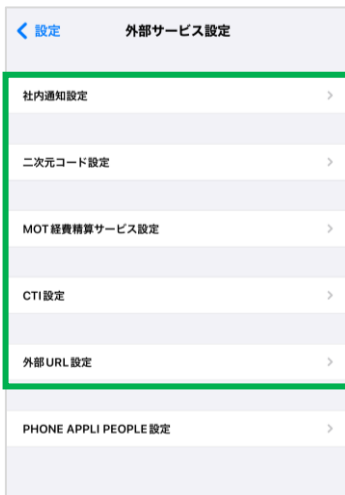 設定 外部サービス設定
社内通知設定
二次元コード設定
MOT経費精算サービス設定
CTI設定
外部URL設定
PHONE APPLI PEOPLE設定